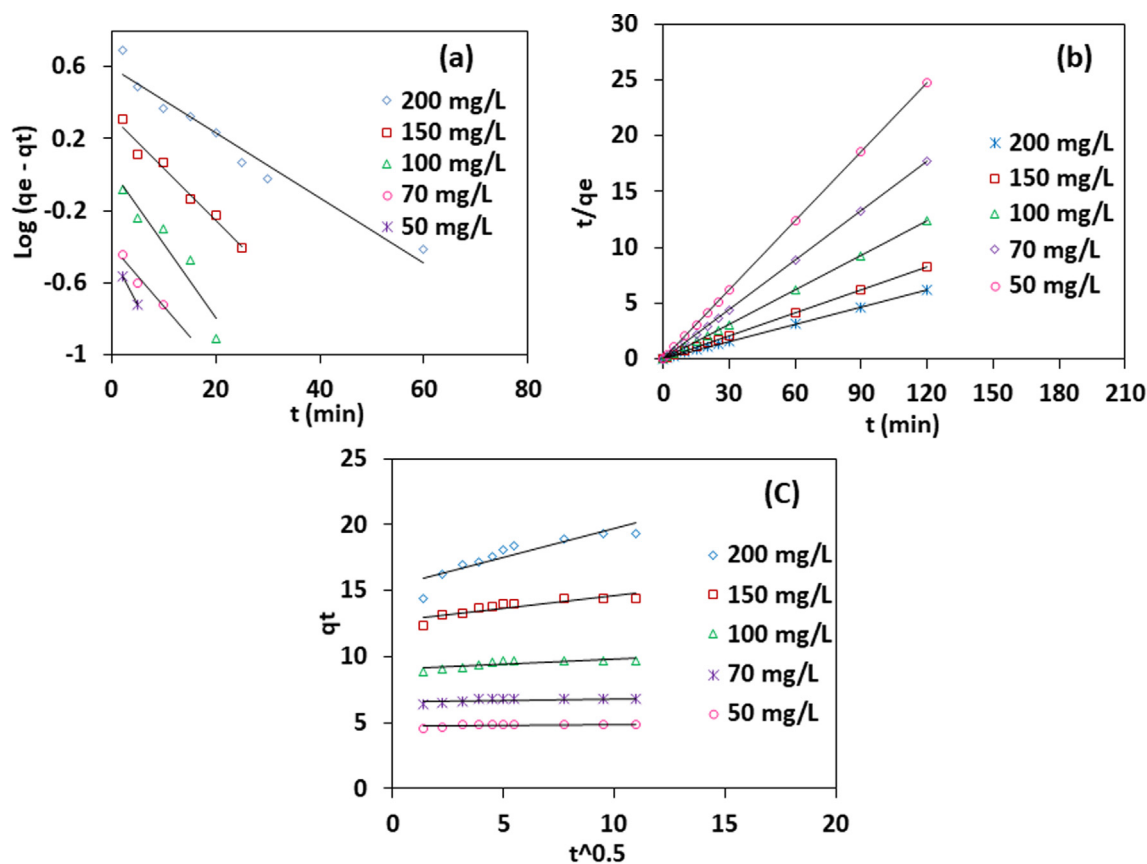 (a)
Log (qe - qt)
0.6
0.2
-0.2
-0.6
-1
200 mg/L
150 mg/L
100 mg/L
70 mg/L
50 mg/L
0 20 40 60 80
t (min)
(b)
t/qe
30
25
20
15
10
5
0
200 mg/L
150 mg/L
100 mg/L
70 mg/L
50 mg/L
0 30 60 90 120 150 180 210
t (min)
(C)
qt
25
20
15
10
5
0
200 mg/L
150 mg/L
100 mg/L
70 mg/L
50 mg/L
0 5 10 15 20
t^0.5